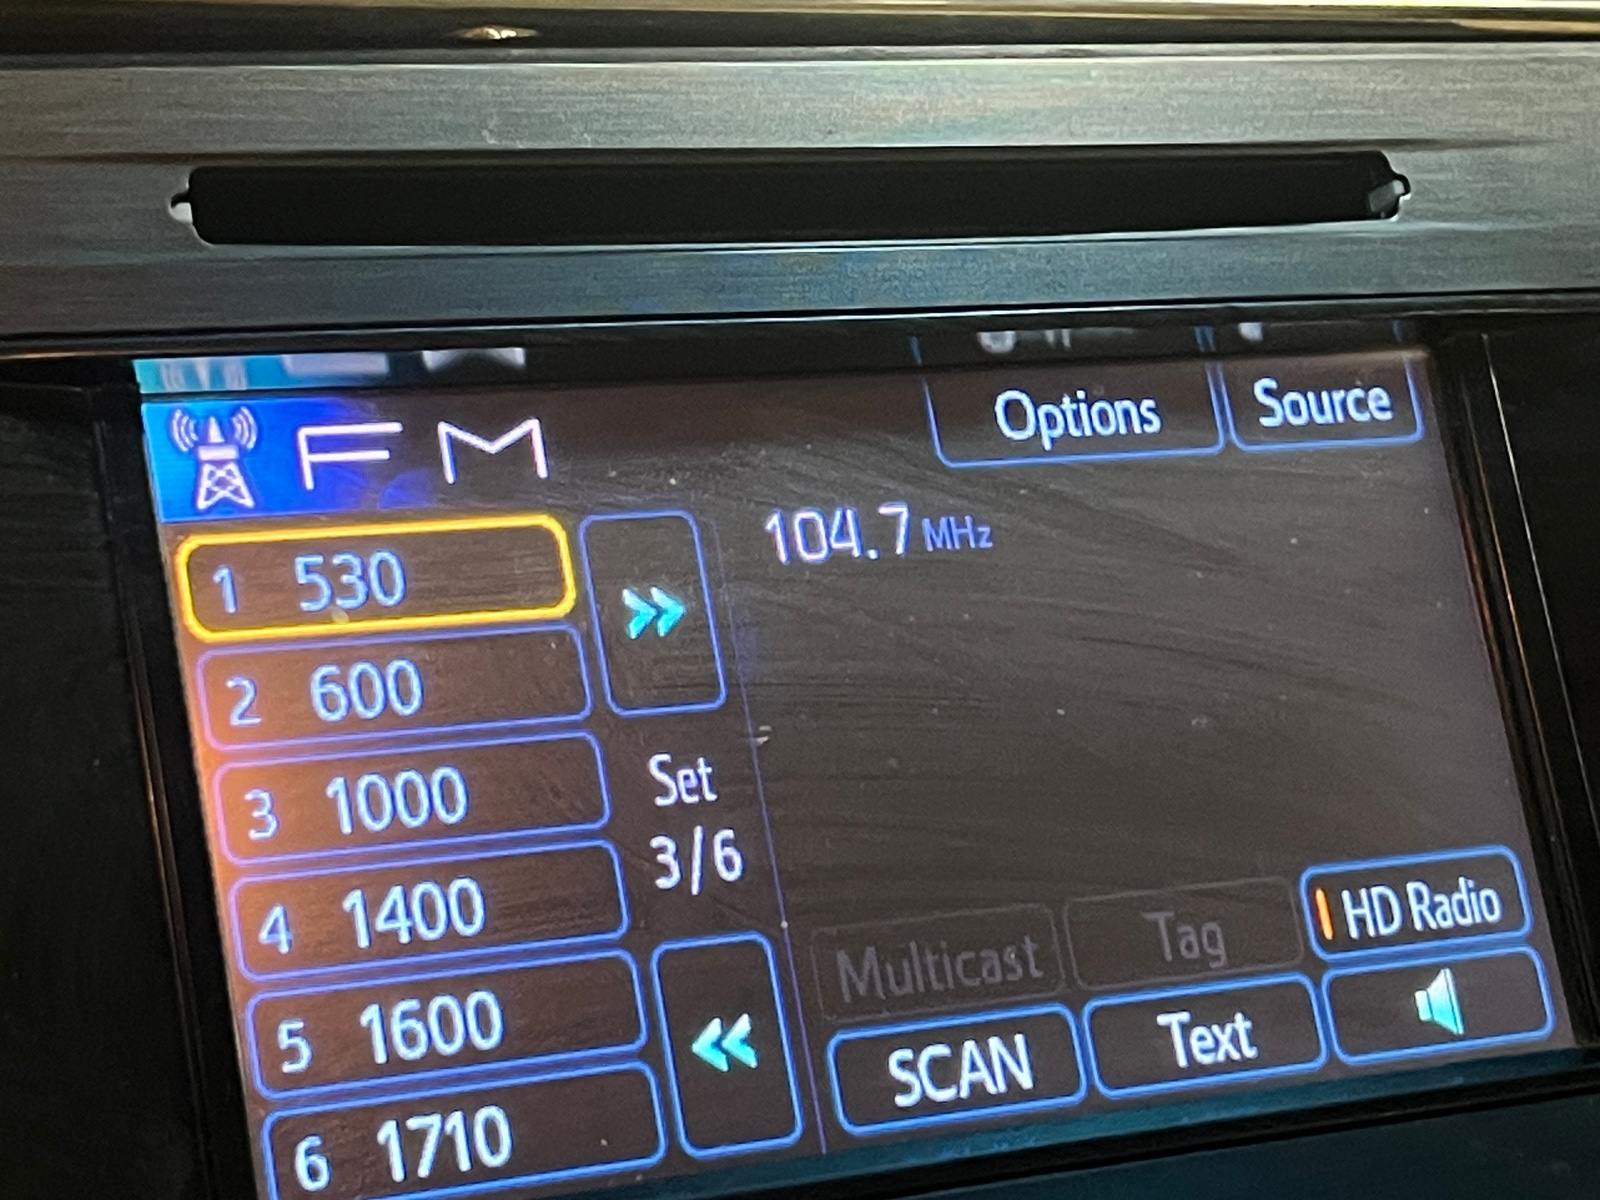 FM
Options
Source
1 530
104.7 MHz
2 600
3 1000
Set
3/6
4 1400
HD Radio
Multicast
Tag
5 1600
SCAN
Text
6 1710